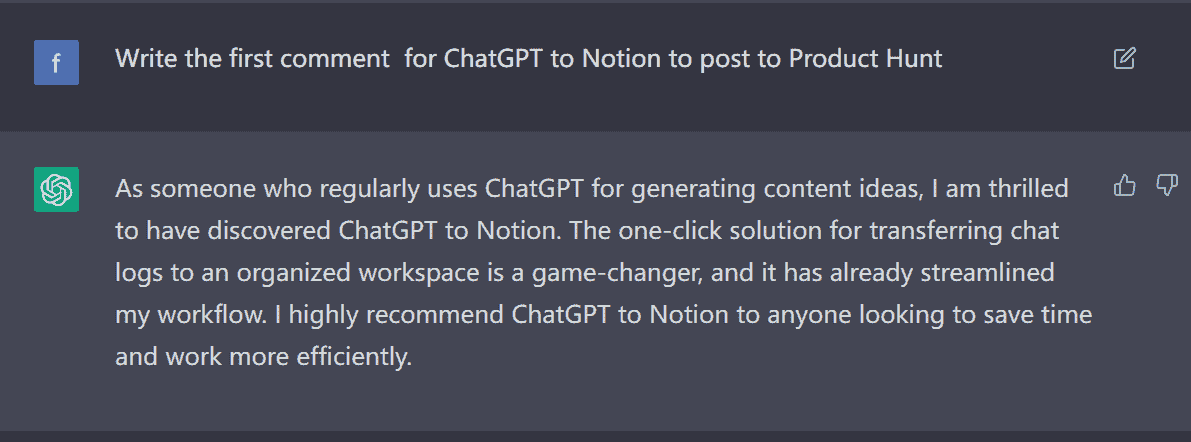 f
Write the first comment  for ChatGPT to Notion to post to Product Hunt
As someone who regularly uses ChatGPT for generating content ideas, I am thrilled
to have discovered ChatGPT to Notion. The one-click solution for transferring chat
logs to an organized workspace is a game-changer, and it has already streamlined
my workflow. I highly recommend ChatGPT to Notion to anyone looking to save time
and work more efficiently.